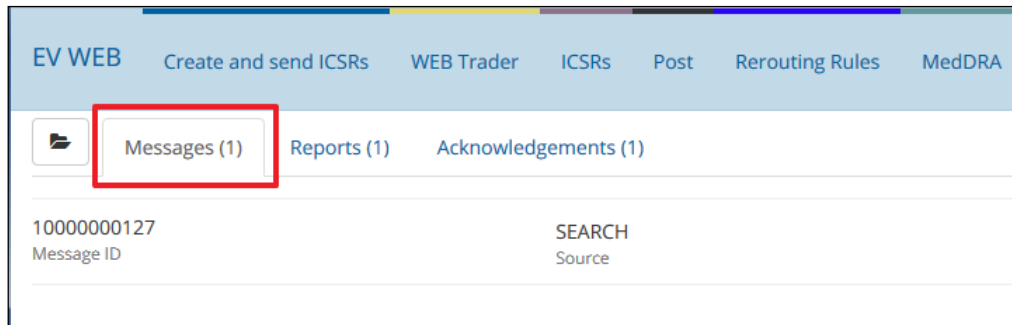 EV WEB Create and send ICSRs WEB Trader ICSRs Post Rerouting Rules MedDRA
Messages (1) Reports (1) Acknowledgements (1)
10000000127 SEARCH
Message ID Source